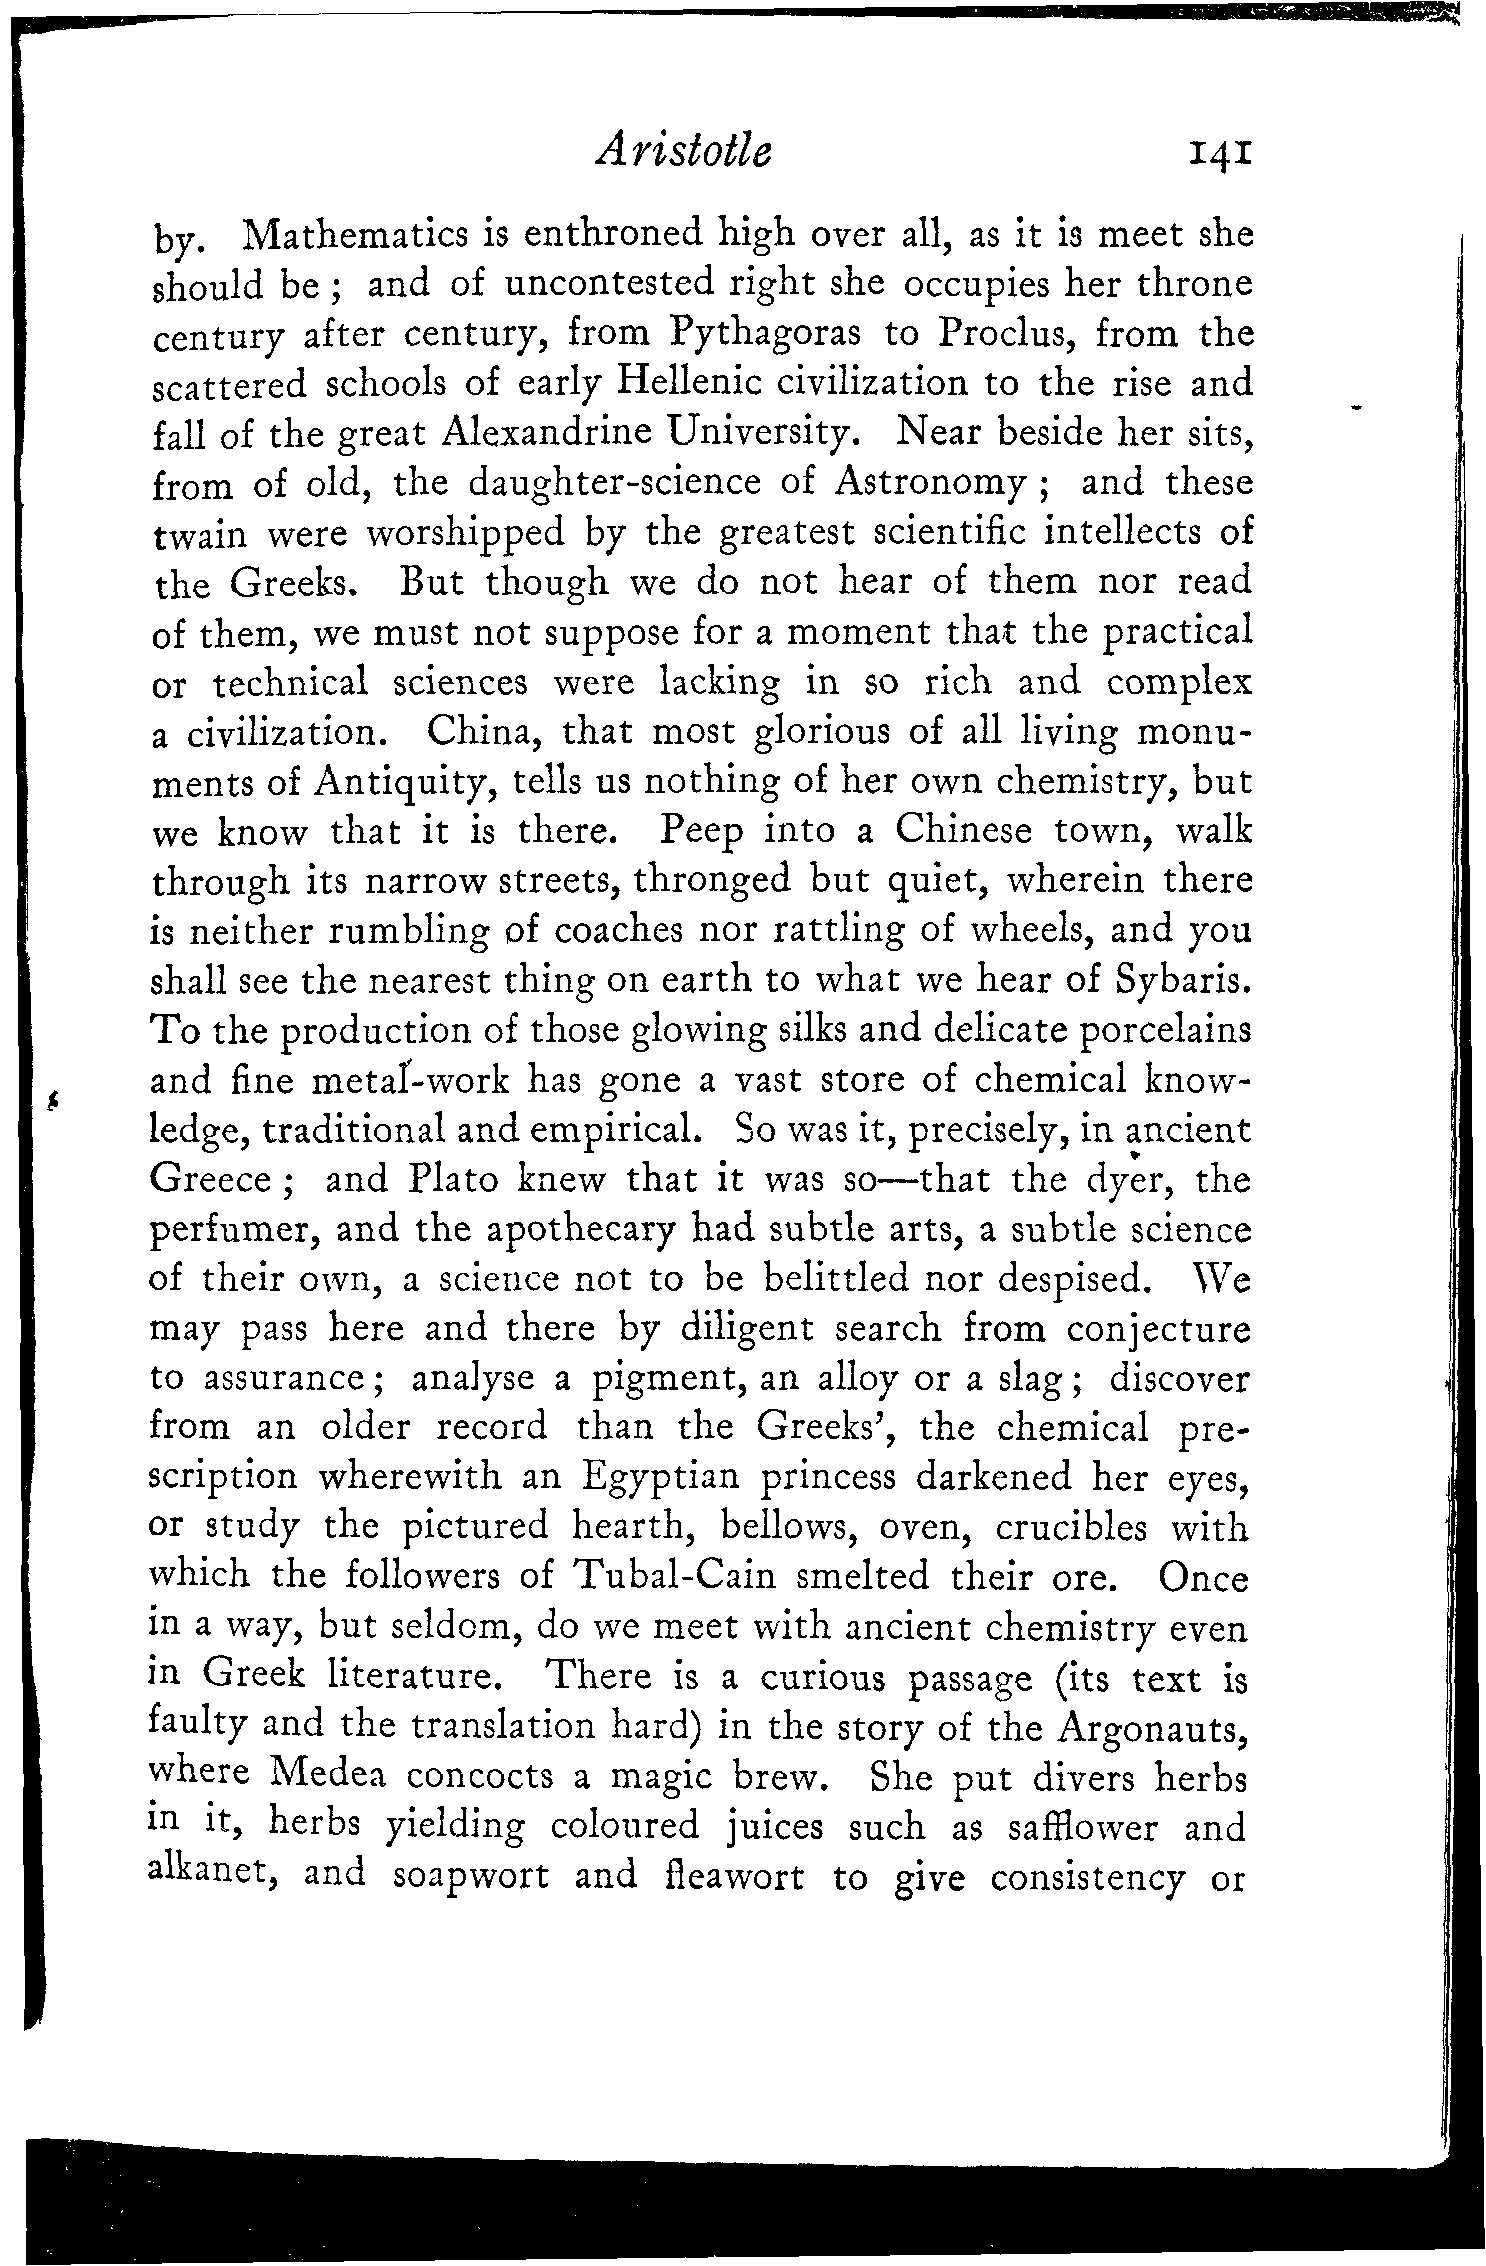 Aristotle 141
by. Mathematics is enthroned high over all, as it is meet she
should be ; and of uncontested right she occupies her throne
century after century, from Pythagoras to Proclus, from the
scattered schools of early Hellenic civilization to the rise and
fall of the great Alexandrine University. Near beside her sits,
from of old, the daughter-science of Astronomy ; and these
twain were worshipped by the greatest scientific intellects of
the Greeks. But though we do not hear of them nor read
of them, we must not suppose for a moment that the practical
or technical sciences were lacking in so rich and complex
a civilization. China, that most glorious of all living monu-
ments of Antiquity, tells us nothing of her own chemistry, but
we know that it is there. Peep into a Chinese town, walk
through its narrow streets, thronged but quiet, wherein there
is neither rumbling of coaches nor rattling of wheels, and you
shall see the nearest thing on earth to what we hear of Sybaris.
To the production of those glowing silks and delicate porcelains
and fine metal-work has gone a vast store of chemical know-
ledge, traditional and empirical. So was it, precisely, in ancient
Greece ; and Plato knew that it was so—that the dyer, the
perfumer, and the apothecary had subtle arts, a subtle science
of their own, a science not to be belittled nor despised. We
may pass here and there by diligent search from conjecture
to assurance ; analyse a pigment, an alloy or a slag ; discover
from an older record than the Greeks', the chemical pre-
scription wherewith an Egyptian princess darkened her eyes,
or study the pictured hearth, bellows, oven, crucibles with
which the followers of Tubal-Cain smelted their ore. Once
in a way, but seldom, do we meet with ancient chemistry even
in Greek literature. There is a curious passage (its text is
faulty and the translation hard) in the story of the Argonauts,
where Medea concocts a magic brew. She put divers herbs
in it, herbs yielding coloured juices such as safflower and
alkanet, and soapwort and fleawort to give consistency or